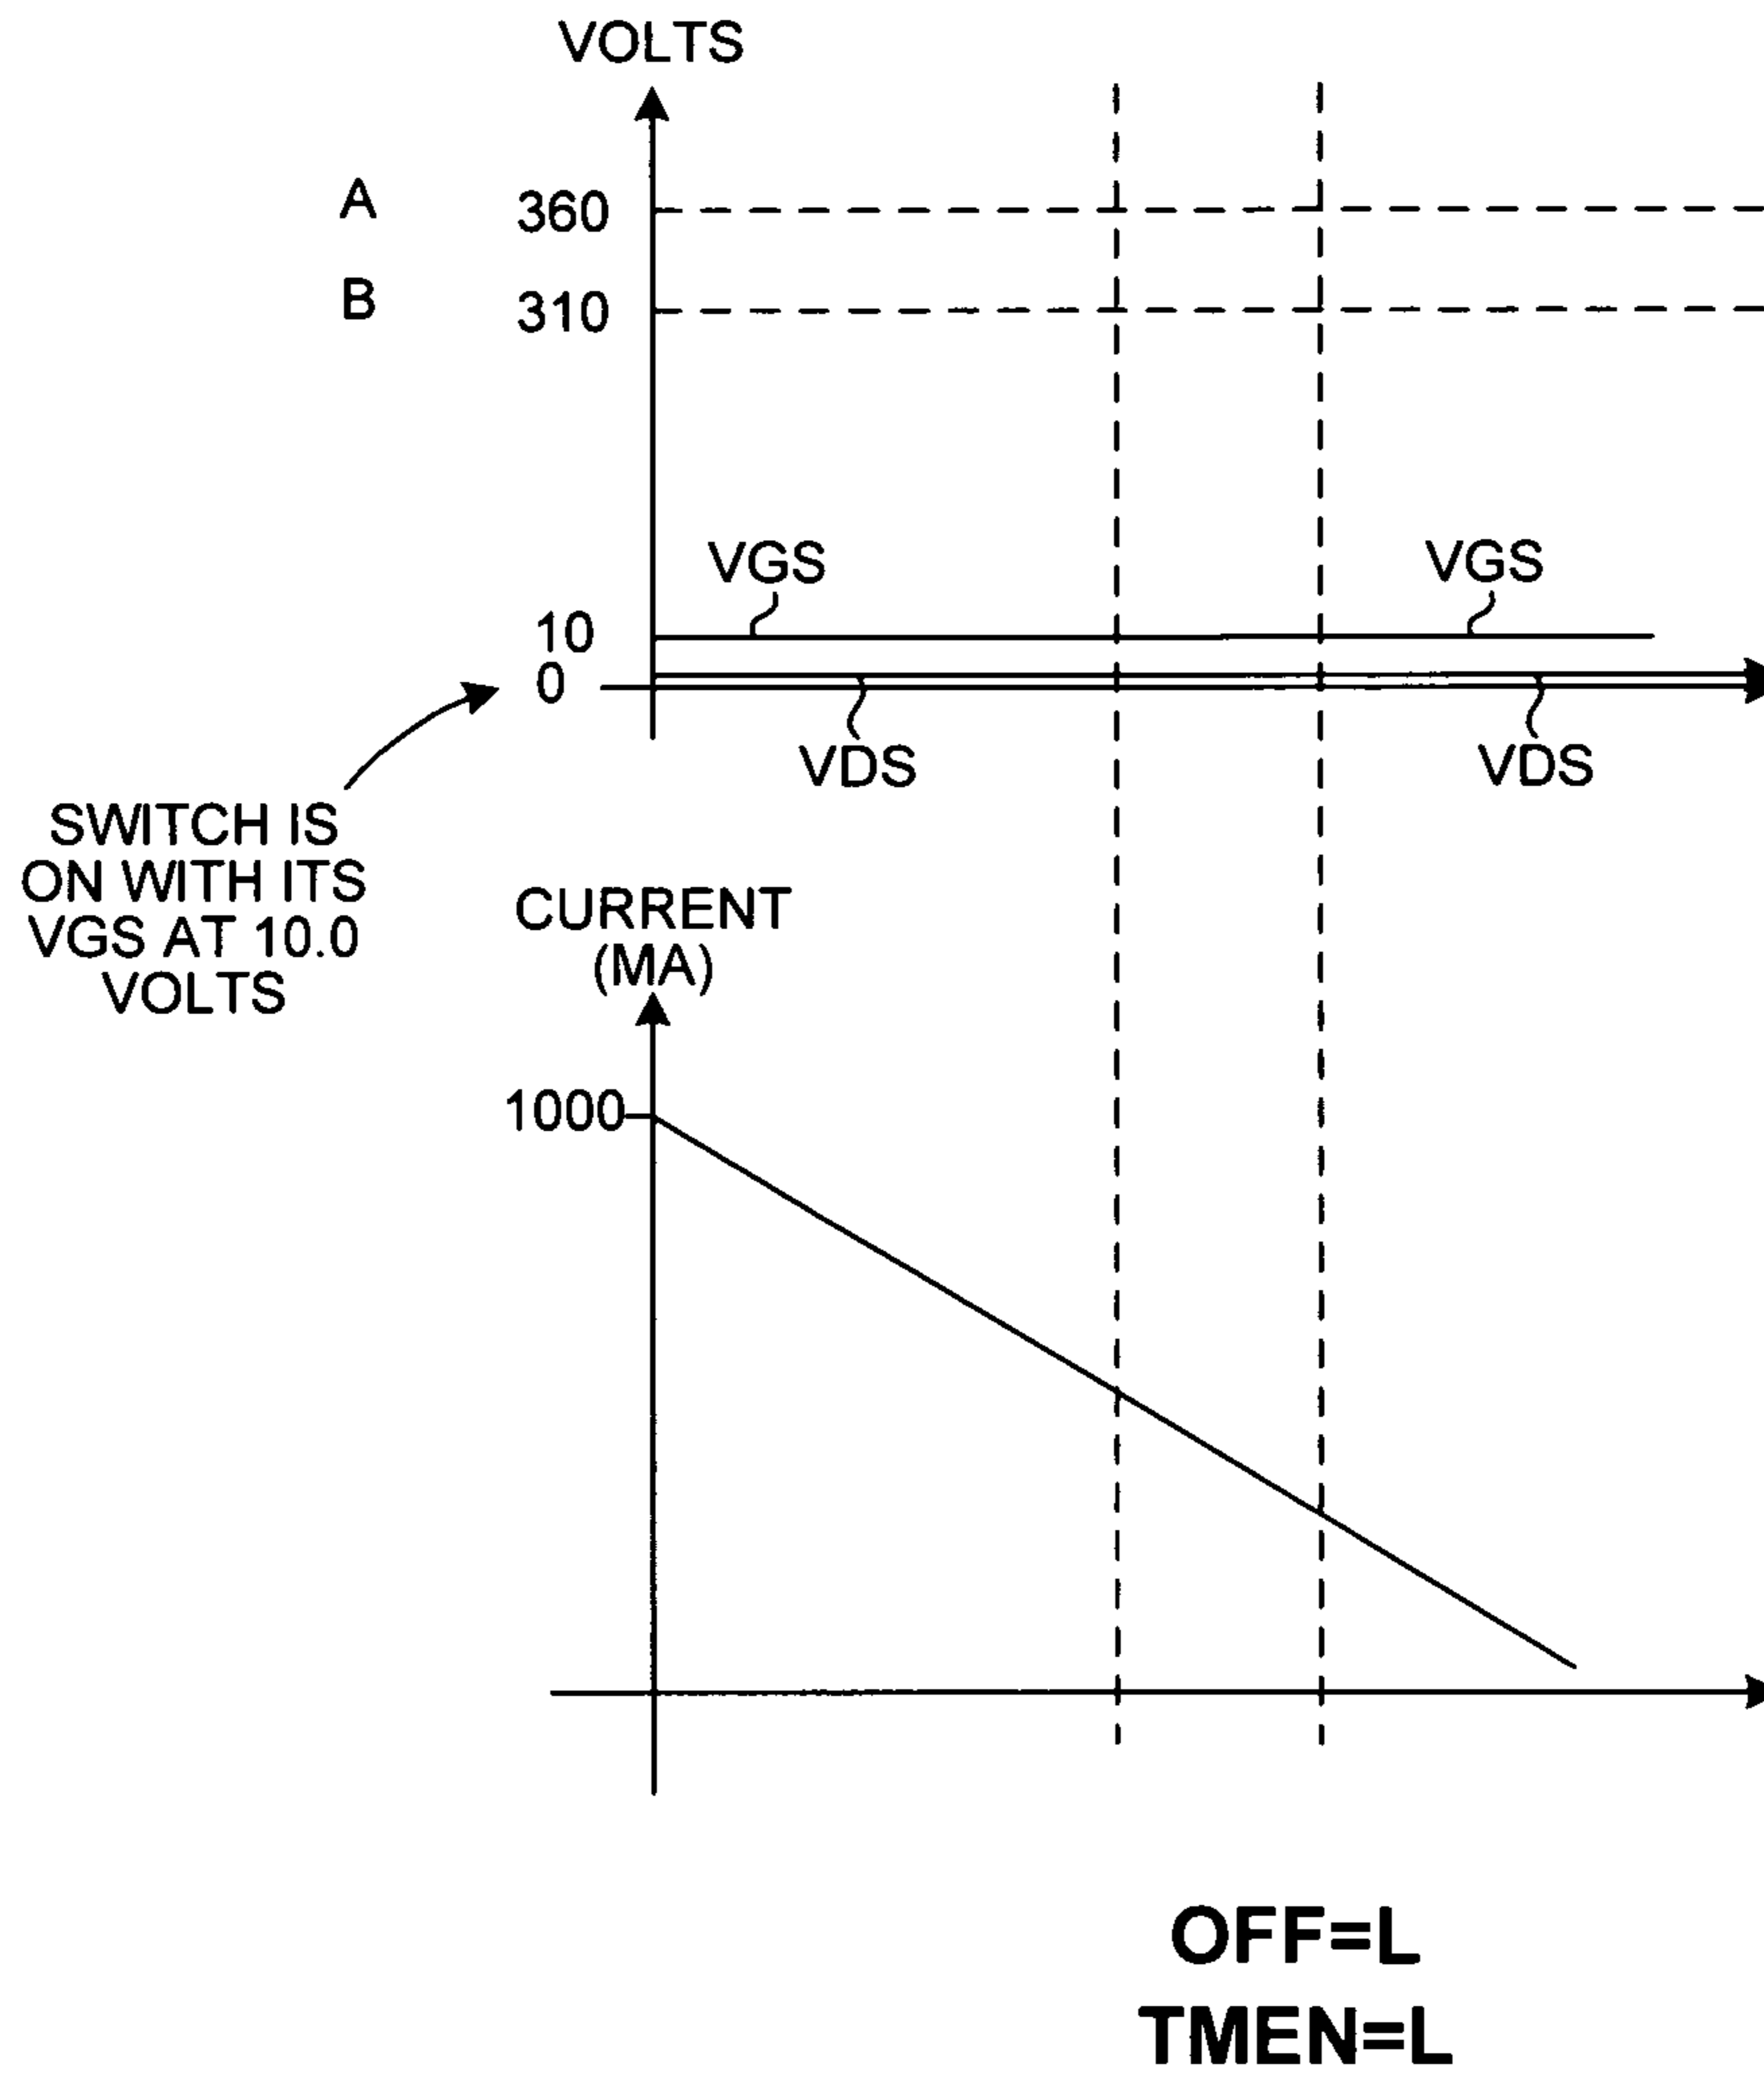 VOLTS
A 360
B 310
VGS VGS
10
0
VDS VDS
SWITCH IS
ON WITH ITS
VGS AT 10.0
VOLTS
CURRENT
(MA)
1000
OFF=L
TMEN=L